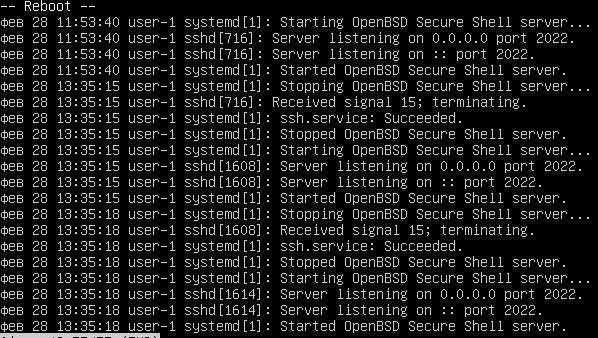 -- Reboot --
фев 28 11:53:40 user-1 systemd[1]: Starting OpenBSD Secure Shell server...
фев 28 11:53:40 user-1 sshd[716]: Server listening on 0.0.0.0 port 2022.
фев 28 11:53:40 user-1 sshd[716]: Server listening on :: port 2022.
фев 28 11:53:40 user-1 systemd[1]: Started OpenBSD Secure Shell server.
фев 28 13:35:15 user-1 systemd[1]: Stopping OpenBSD Secure Shell server...
фев 28 13:35:15 user-1 sshd[716]: Received signal 15; terminating.
фев 28 13:35:15 user-1 systemd[1]: ssh.service: Succeeded.
фев 28 13:35:15 user-1 systemd[1]: Stopped OpenBSD Secure Shell server.
фев 28 13:35:15 user-1 systemd[1]: Starting OpenBSD Secure Shell server...
фев 28 13:35:15 user-1 sshd[1608]: Server listening on 0.0.0.0 port 2022.
фев 28 13:35:15 user-1 sshd[1608]: Server listening on :: port 2022.
фев 28 13:35:15 user-1 systemd[1]: Started OpenBSD Secure Shell server.
фев 28 13:35:18 user-1 systemd[1]: Stopping OpenBSD Secure Shell server...
фев 28 13:35:18 user-1 sshd[1608]: Received signal 15; terminating.
фев 28 13:35:18 user-1 systemd[1]: ssh.service: Succeeded.
фев 28 13:35:18 user-1 systemd[1]: Stopped OpenBSD Secure Shell server.
фев 28 13:35:18 user-1 systemd[1]: Starting OpenBSD Secure Shell server...
фев 28 13:35:18 user-1 sshd[1614]: Server listening on 0.0.0.0 port 2022.
фев 28 13:35:18 user-1 sshd[1614]: Server listening on :: port 2022.
фев 28 13:35:18 user-1 systemd[1]: Started OpenBSD Secure Shell server.